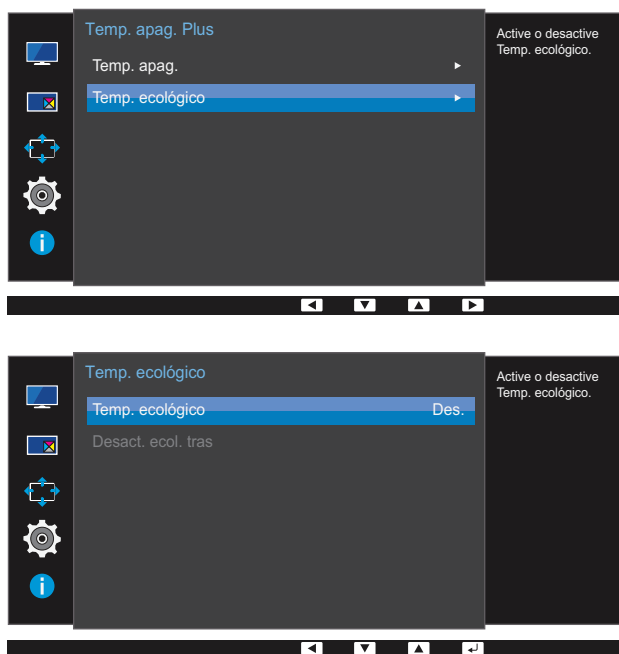 Temp. apag. Plus
Temp. apag.
Temp. ecológico
Active o desactive
Temp. ecológico.
Temp. ecológico
Temp. ecológico Des.
Desact. ecol. tras
Active o desactive
Temp. ecológico.